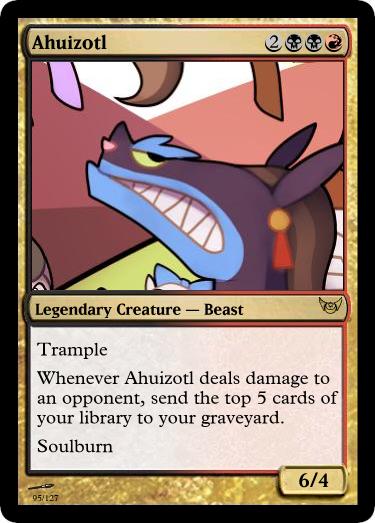 Ahuizotl 2
Legendary Creature — Beast
Trample
Whenever Ahuizotl deals damage to
an opponent, send the top 5 cards of
your library to your graveyard.
Soulburn
6/4
95/127